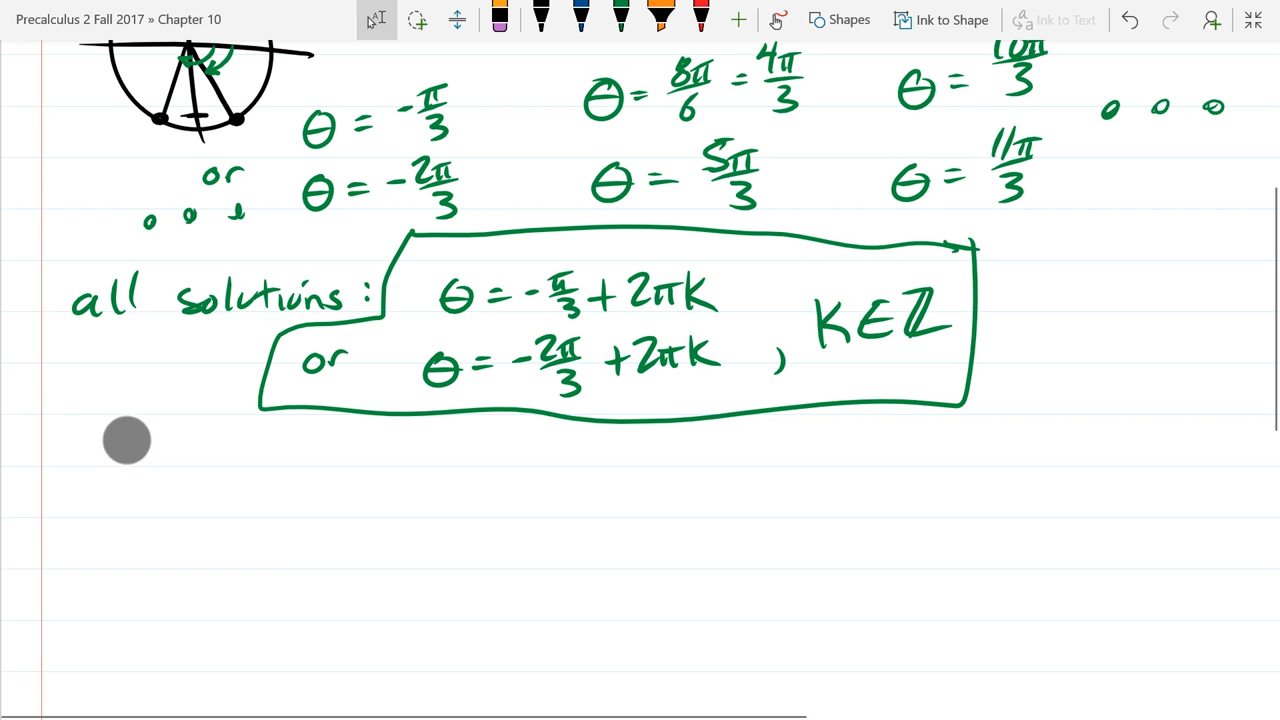 Precalculus 2 Fall 2017 » Chapter 10
Shapes
Ink to Shape
Ink to Text
θ = -π/3
θ = 8π/6 = 4π/3
θ = 10π/3
or
θ = -2π/3
θ = 5π/3
θ = 11π/3
all solutions: θ = -π/3 + 2πK
or θ = -2π/3 + 2πK , K∈ℤ